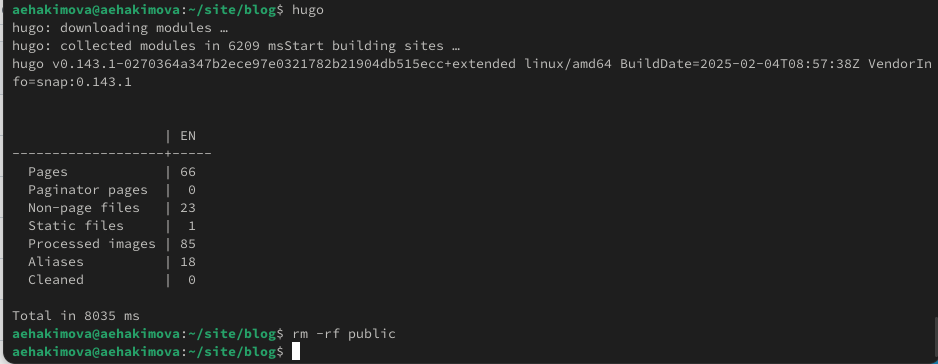 aehakimova@aehakimova:~/site/blog$ hugo
hugo: downloading modules …
hugo: collected modules in 6209 msStart building sites …
hugo v0.143.1-0270364a347b2ece97e0321782b21904db515ecc+extended linux/amd64 BuildDate=2025-02-04T08:57:38Z VendorIn
fo=snap:0.143.1
                   | EN
-------------------+-----
  Pages            | 66
  Paginator pages  |  0
  Non-page files   | 23
  Static files     |  1
  Processed images | 85
  Aliases          | 18
  Cleaned          |  0
Total in 8035 ms
aehakimova@aehakimova:~/site/blog$ rm -rf public
aehakimova@aehakimova:~/site/blog$